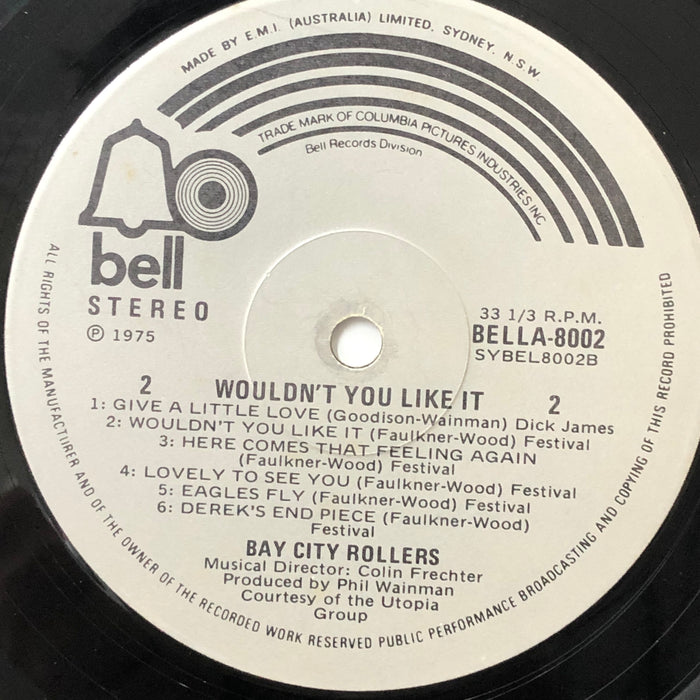 MADE BY E.M.I. (AUSTRALIA) LIMITED, SYDNEY. N.S.W.
TRADE MARK OF COLUMBIA PICTURES INDUSTRIES INC.
Bell Records Division
bell
STEREO
℗ 1975
33 1/3 R.P.M.
BELLA-8002
SYBEL8002B
2 WOULDN'T YOU LIKE IT 2
1: GIVE A LITTLE LOVE (Goodison-Wainman) Dick James
2: WOULDN'T YOU LIKE IT (Faulkner-Wood) Festival
3: HERE COMES THAT FEELING AGAIN
(Faulkner-Wood) Festival
4: LOVELY TO SEE YOU (Faulkner-Wood) Festival
5: EAGLES FLY (Faulkner-Wood) Festival
6: DEREK'S END PIECE (Faulkner-Wood)
Festival
BAY CITY ROLLERS
Musical Director: Colin Frechter
Produced by Phil Wainman
Courtesy of the Utopia
Group
ALL RIGHTS OF THE MANUFACTURER AND OF THE OWNER OF THE RECORDED WORK RESERVED PUBLIC PERFORMANCE BROADCASTING AND COPYING OF THIS RECORD PROHIBITED